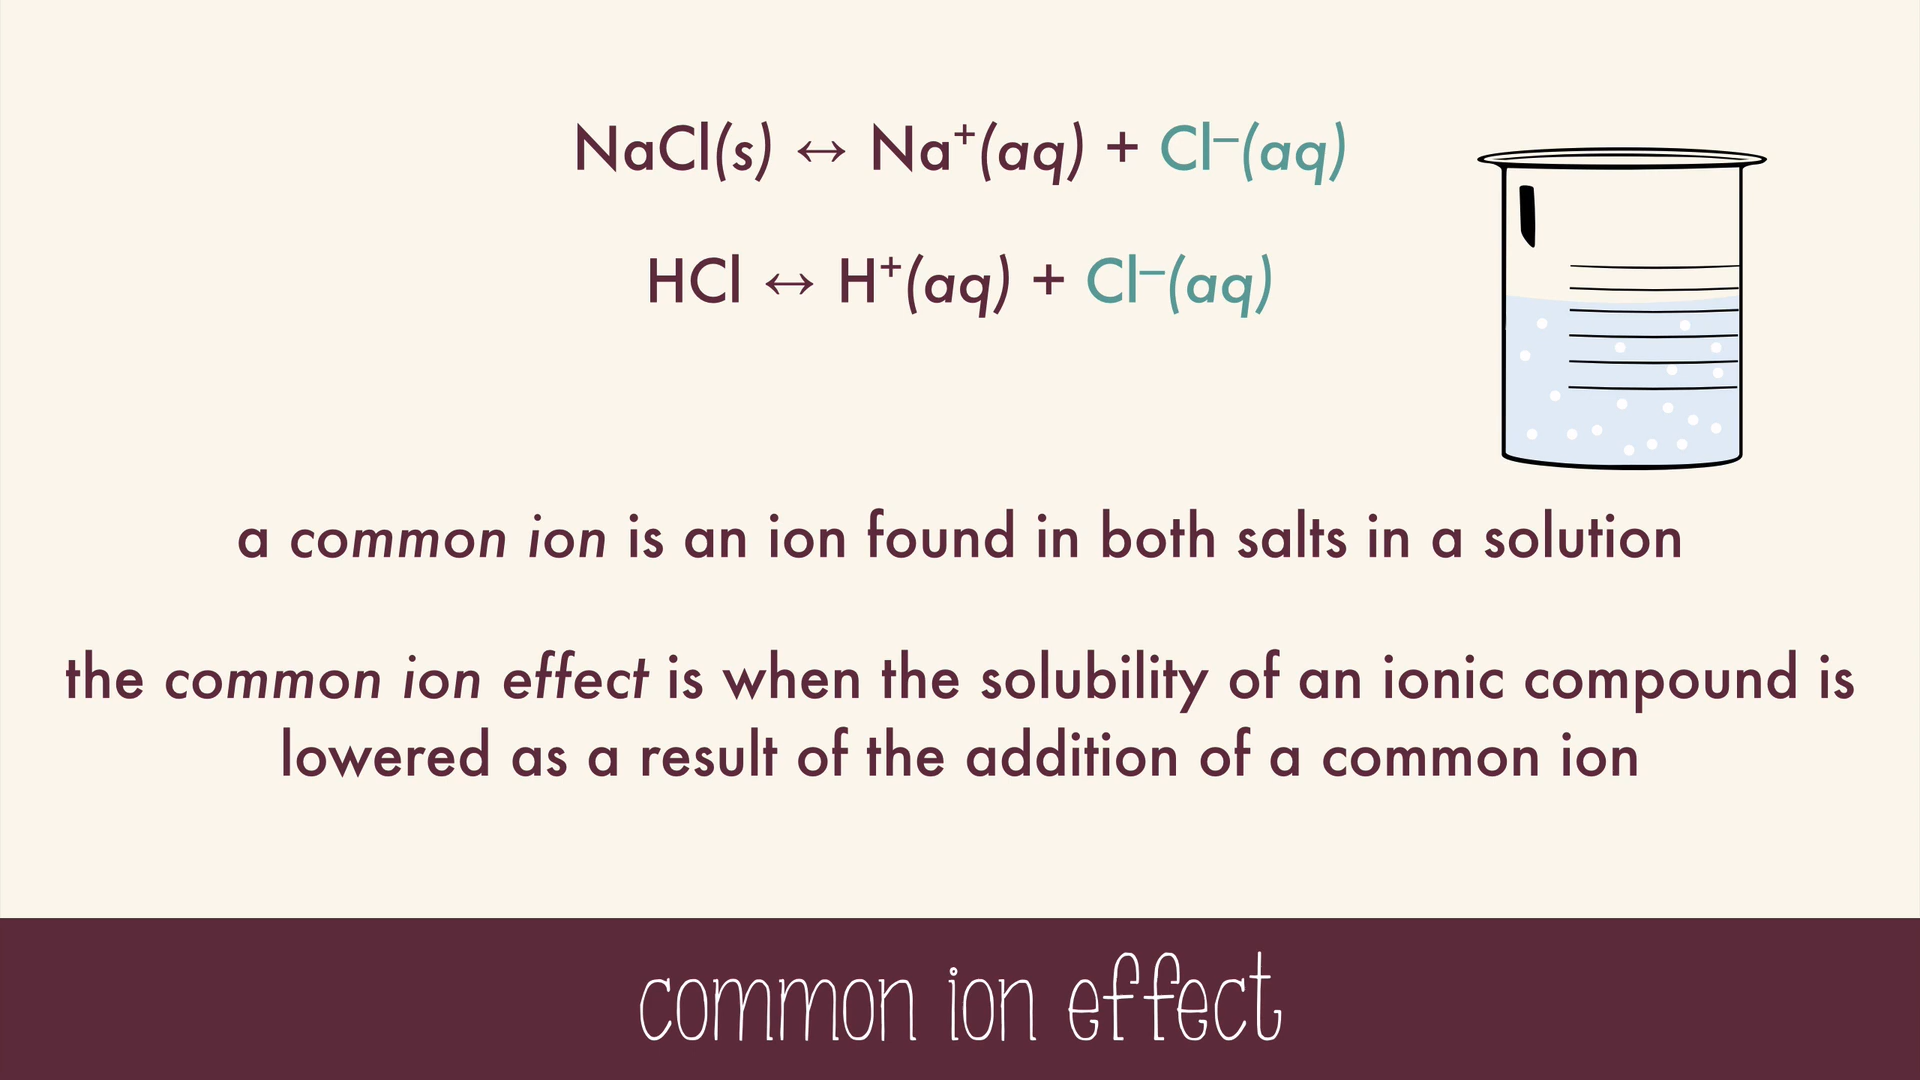 NaCl(s) ↔ Na⁺(aq) + Cl⁻(aq)
HCl ↔ H⁺(aq) + Cl⁻(aq)
a common ion is an ion found in both salts in a solution
the common ion effect is when the solubility of an ionic compound is
lowered as a result of the addition of a common ion
common ion effect